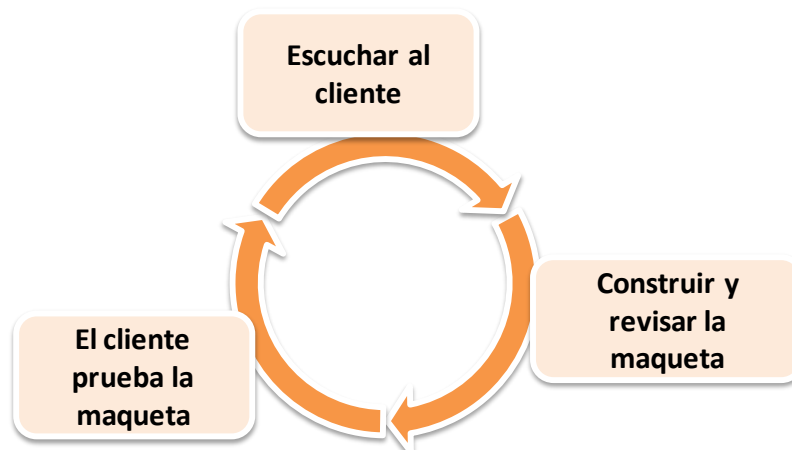 Escuchar al
cliente
Construir y
revisar la
maqueta
El cliente
prueba la
maqueta